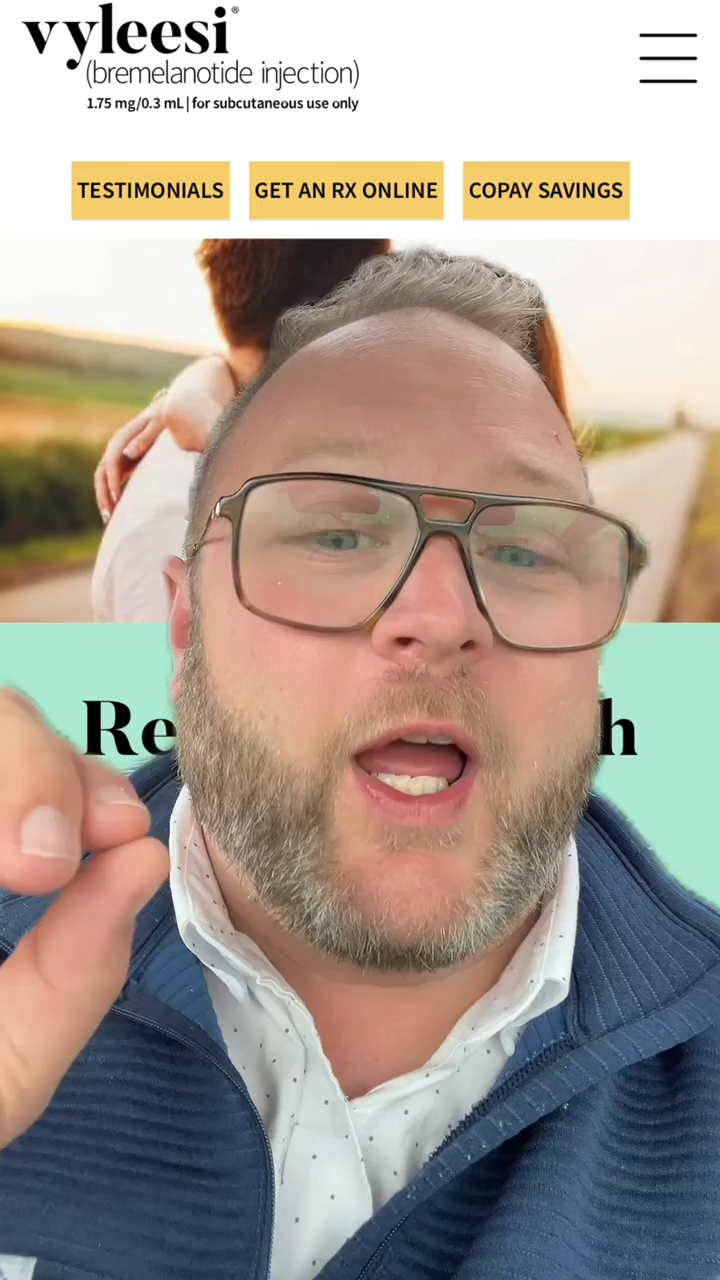 vyleesi®
(bremelanotide injection)
1.75 mg/0.3 mL | for subcutaneous use only
TESTIMONIALS GET AN RX ONLINE COPAY SAVINGS